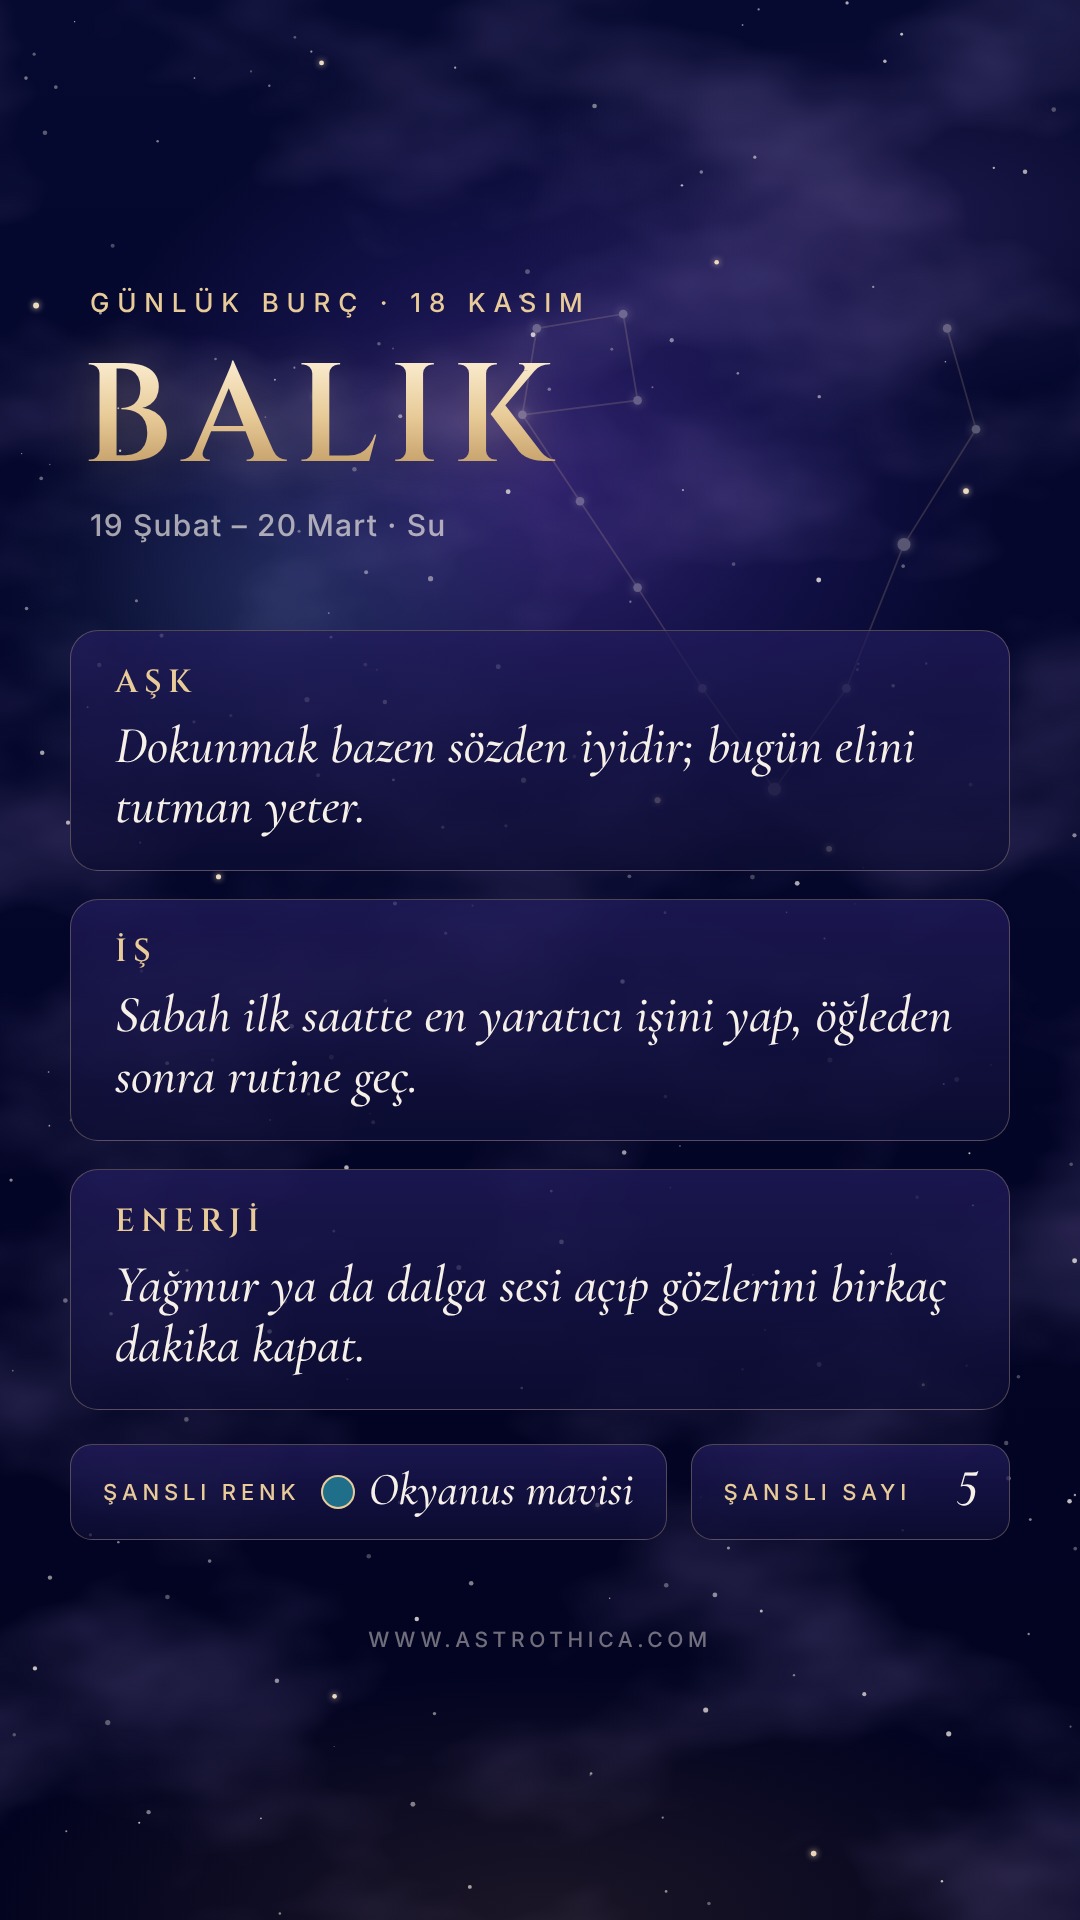 GÜNLÜK BURÇ · 18 KASIM
BALIK
19 Şubat – 20 Mart · Su
AŞK
Dokunmak bazen sözden iyidir; bugün elini
tutman yeter.
İŞ
Sabah ilk saatte en yaratıcı işini yap, öğleden
sonra rutine geç.
ENERJİ
Yağmur ya da dalga sesi açıp gözlerini birkaç
dakika kapat.
ŞANSLI RENK Okyanus mavisi
ŞANSLI SAYI 5
WWW.ASTROTHICA.COM